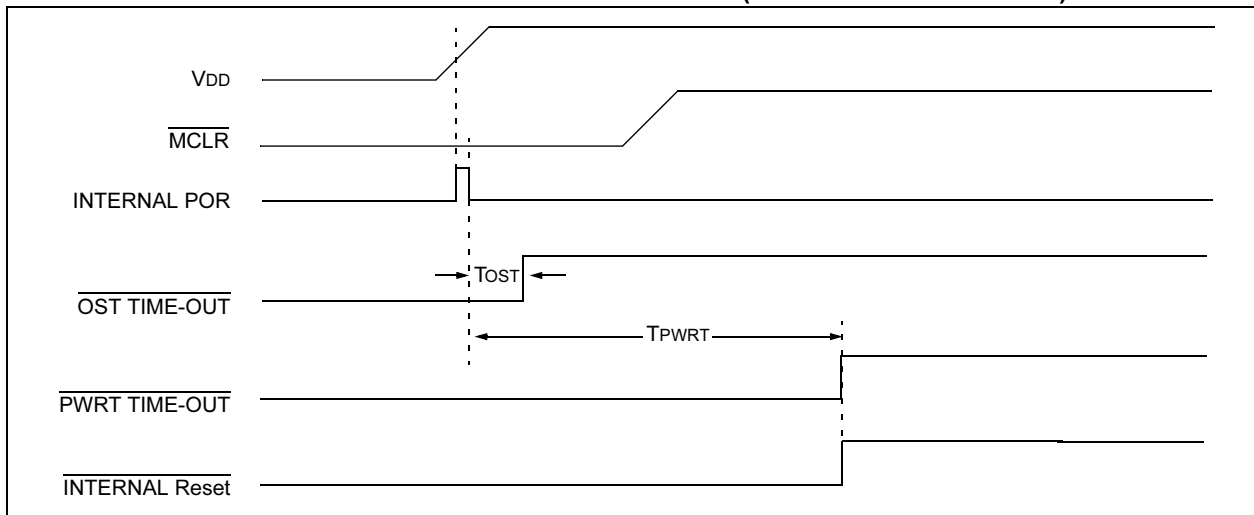 VDD
MCLR
INTERNAL POR
TOST
OST TIME-OUT
TPWRT
PWRT TIME-OUT
INTERNAL Reset